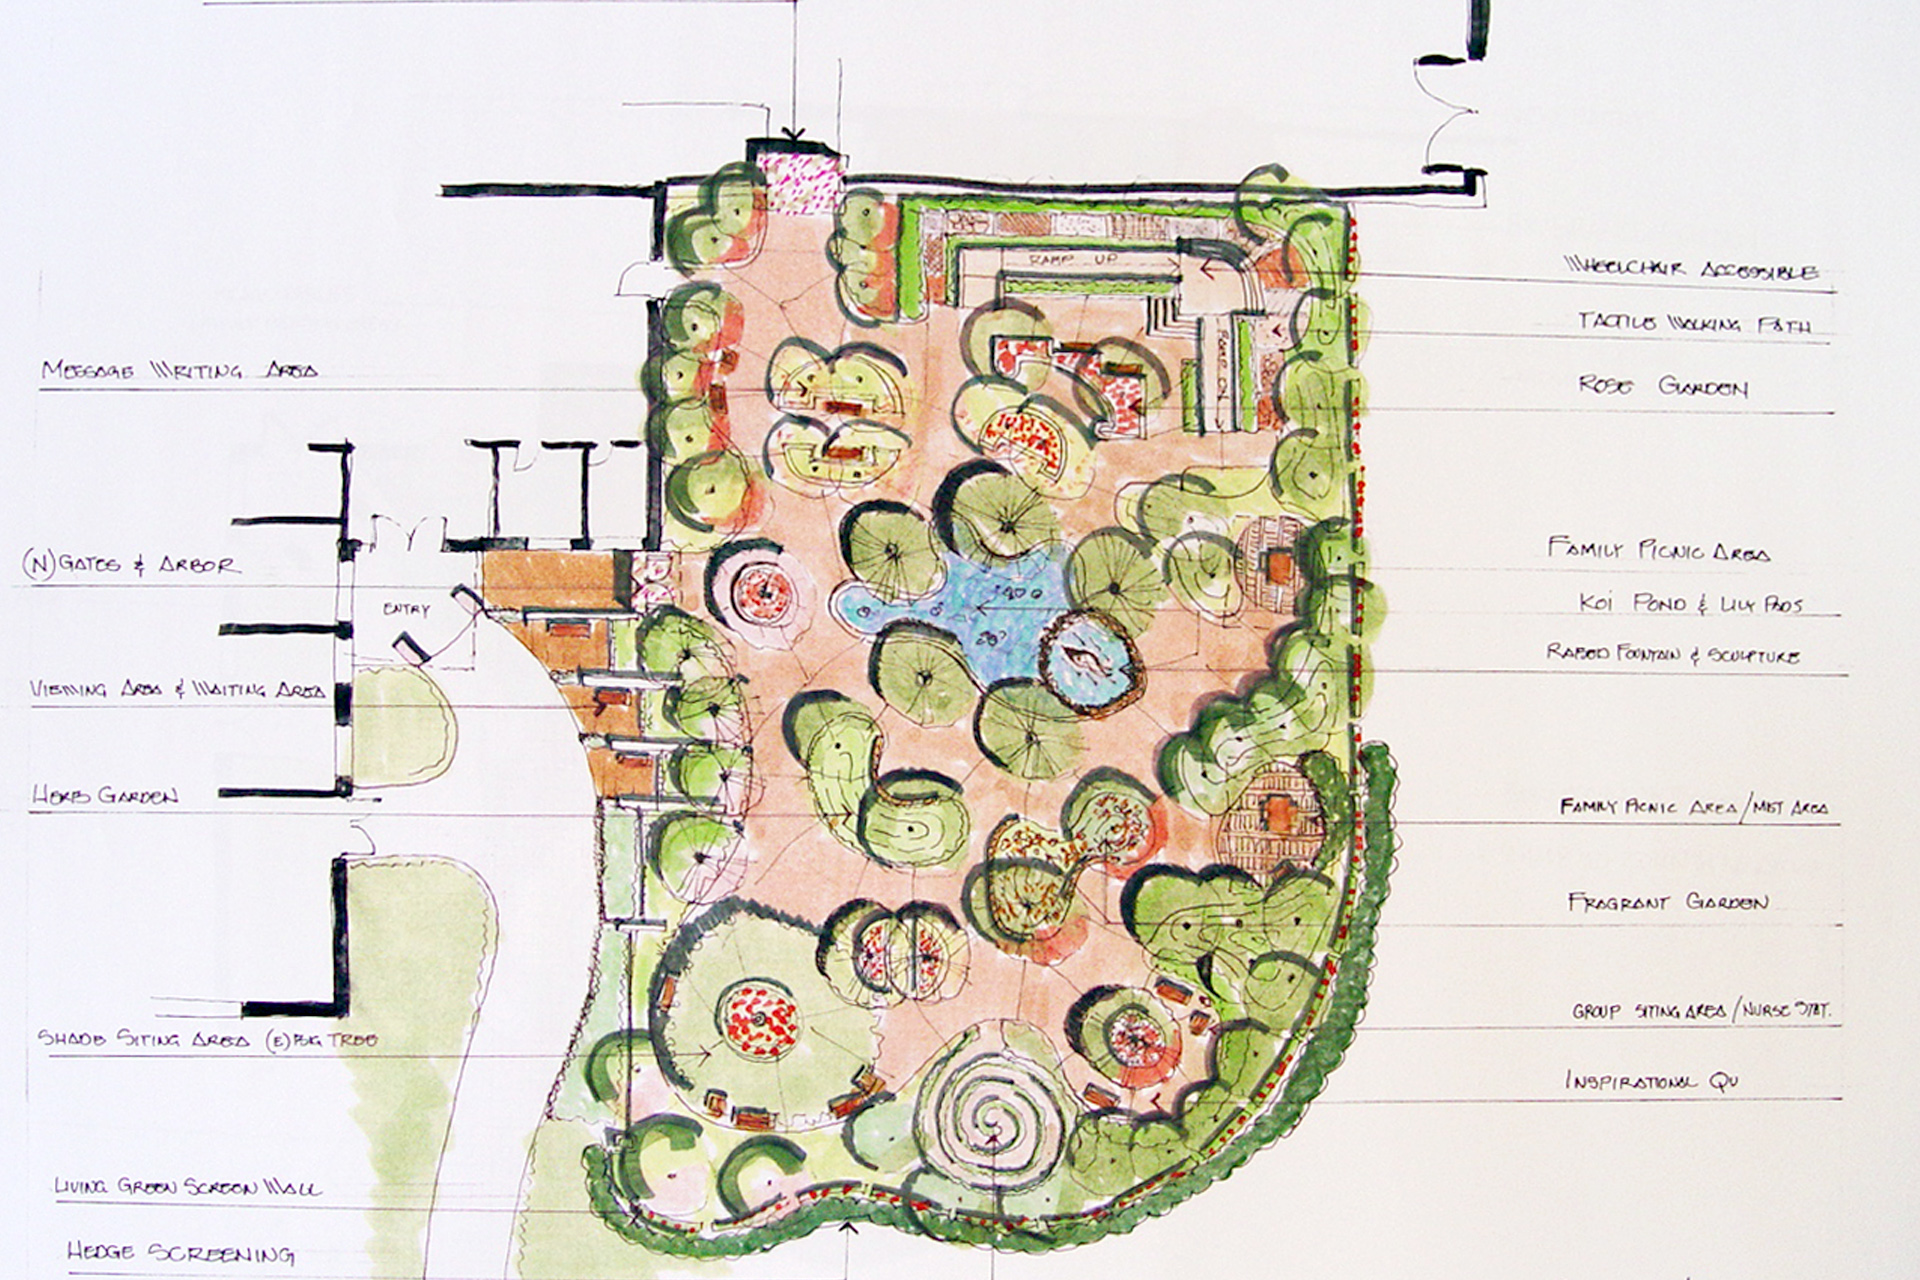 MESSAGE WRITING AREA
(N) GATES & ARBOR
ENTRY
VIEWING AREA & WAITING AREA
HERB GARDEN
SHADE SITING AREA (E) BIG TREE
LIVING GREEN SCREEN WALL
HEDGE SCREENING
RAMP UP
RAMP DN
WHEELCHAIR ACCESSIBLE
TACTILE WALKING PATH
ROSE GARDEN
FAMILY PICNIC AREA
KOI POND & LILY PADS
RAISED FOUNTAIN & SCULPTURE
FAMILY PICNIC AREA/MIST AREA
FRAGRANT GARDEN
GROUP SITING AREA/NURSE STAT.
INSPIRATIONAL QU